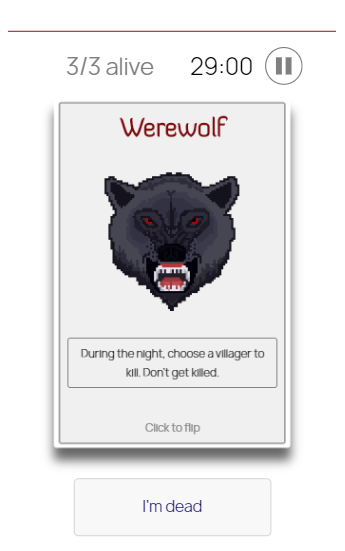 3/3 alive 29:00
Werewolf
During the night, choose a villager to
kill. Don't get killed.
Click to flip
I'm dead